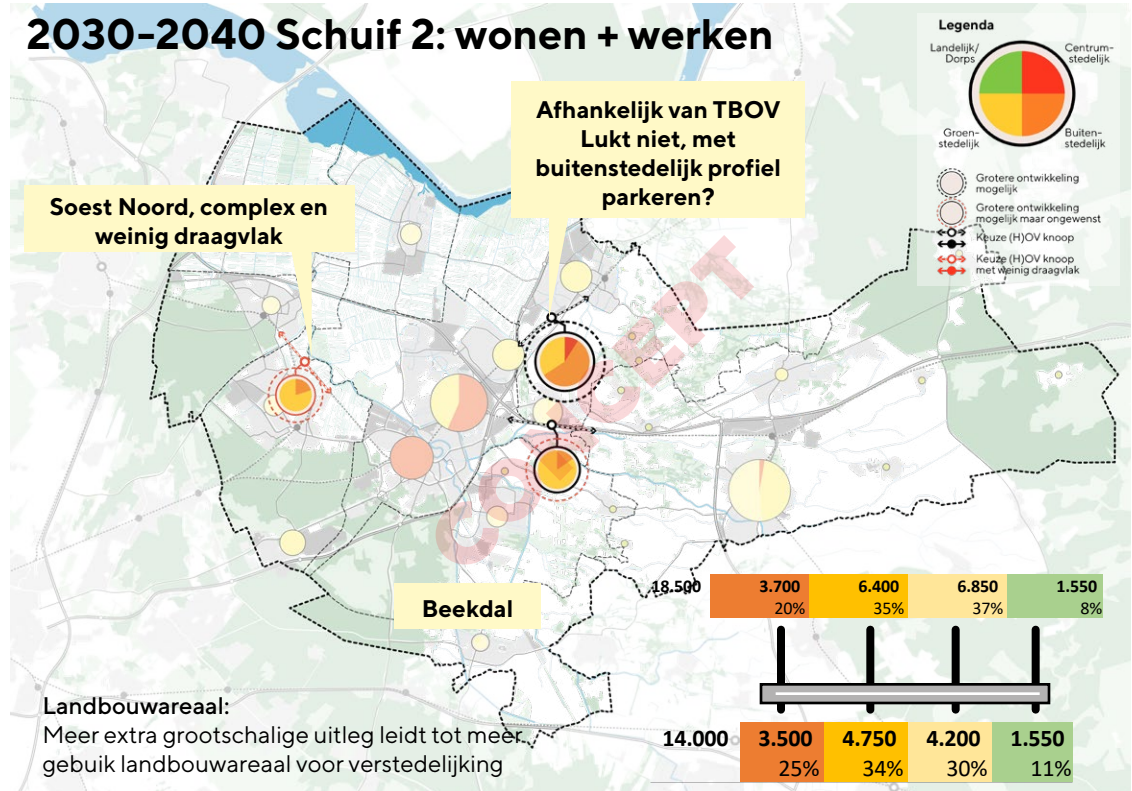 2030-2040 Schuif 2: wonen + werken
Legenda
Landelijk/
Dorps
Centrum-
stedelijk
Groen-
stedelijk
Buiten-
stedelijk
Grotere ontwikkeling
mogelijk
Grotere ontwikkeling
mogelijk maar ongewenst
Keuze (H)OV knoop
Keuze (H)OV knoop
met weinig draagvlak
Afhankelijk van TBOV
Lukt niet, met
buitenstedelijk profiel
parkeren?
Soest Noord, complex en
weinig draagvlak
CONCEPT
Beekdal
18.500 3.700 6.400 6.850 1.550
20% 35% 37% 8%
Landbouwareaal:
Meer extra grootschalige uitleg leidt tot meer
gebuik landbouwareaal voor verstedelijking
14.000 3.500 4.750 4.200 1.550
25% 34% 30% 11%